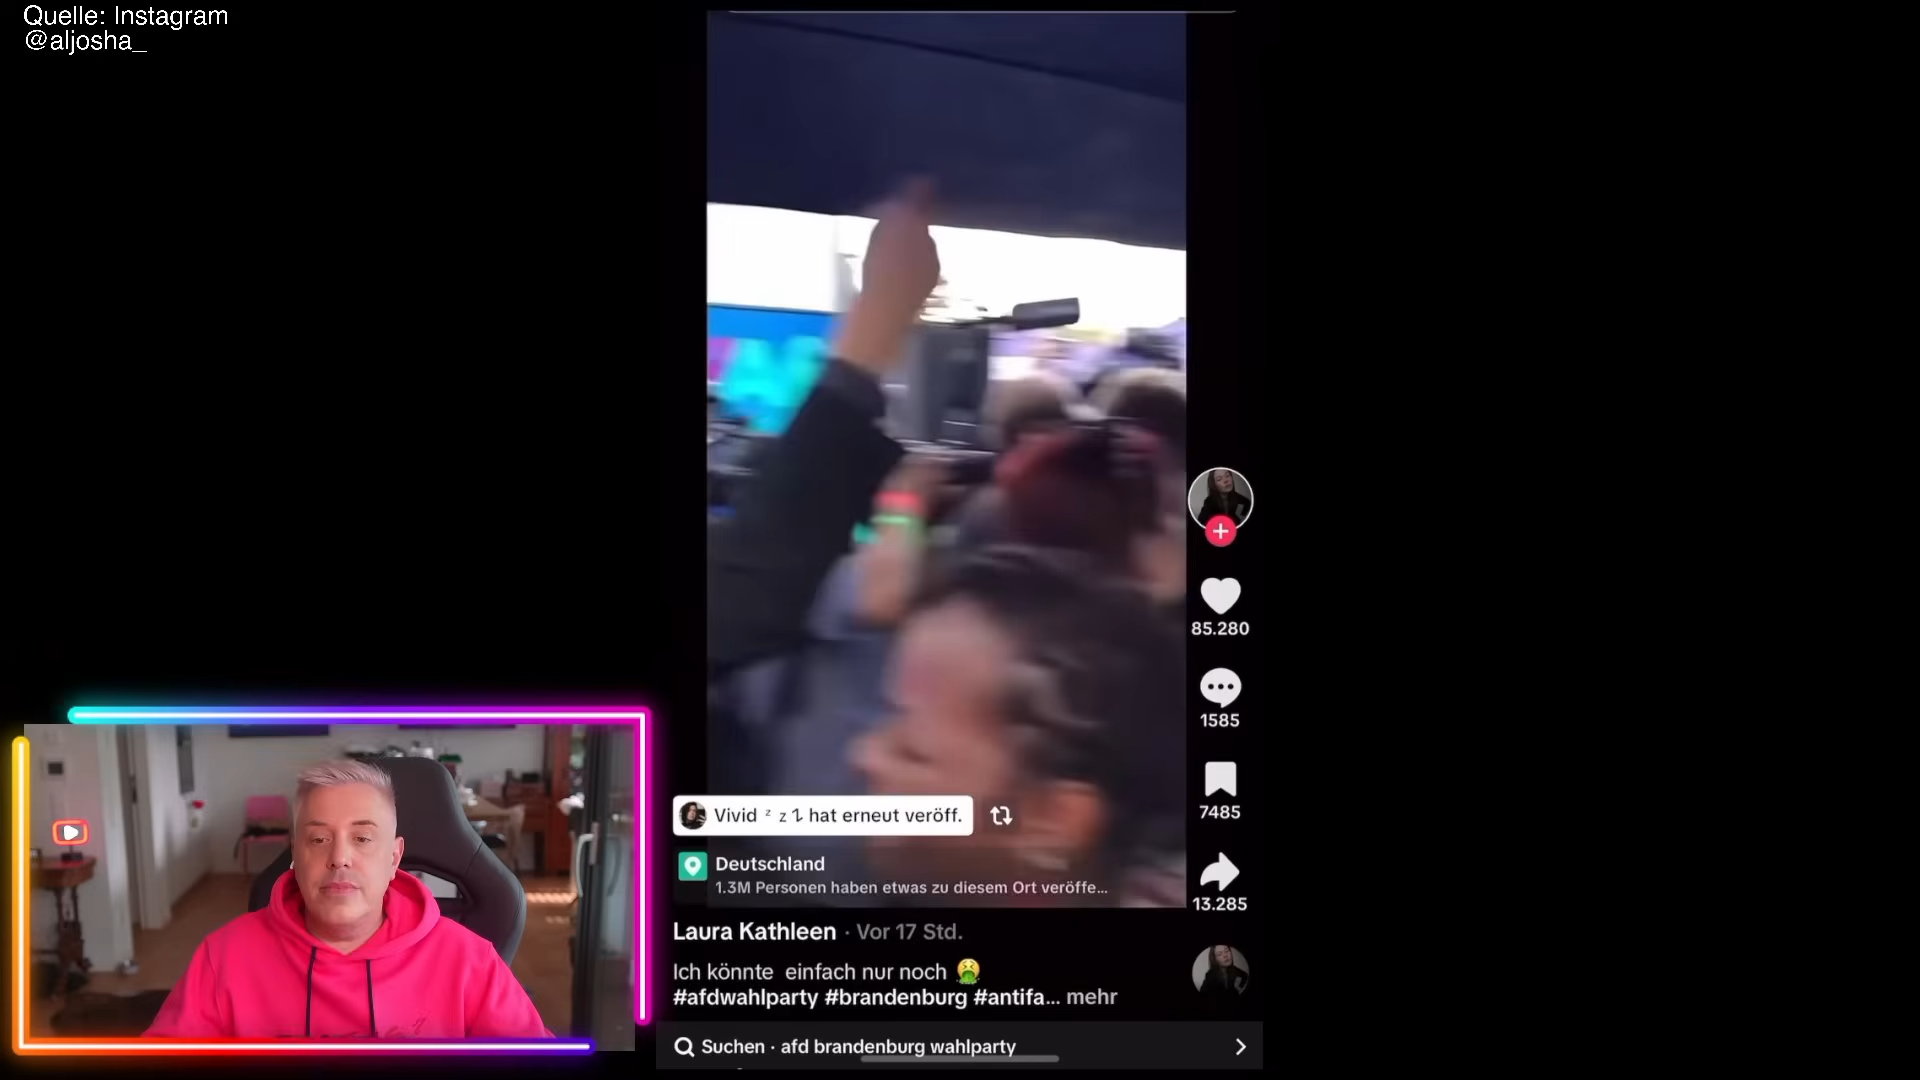 Quelle: Instagram
@aljosha_
85.280
1585
7485
13.285
Vivid ᶻ z hat erneut veröff.
Deutschland
1.3M Personen haben etwas zu diesem Ort veröffe...
Laura Kathleen · Vor 17 Std.
Ich könnte einfach nur noch 🤮
#afdwahlparty #brandenburg #antifa... mehr
Suchen · afd brandenburg wahlparty